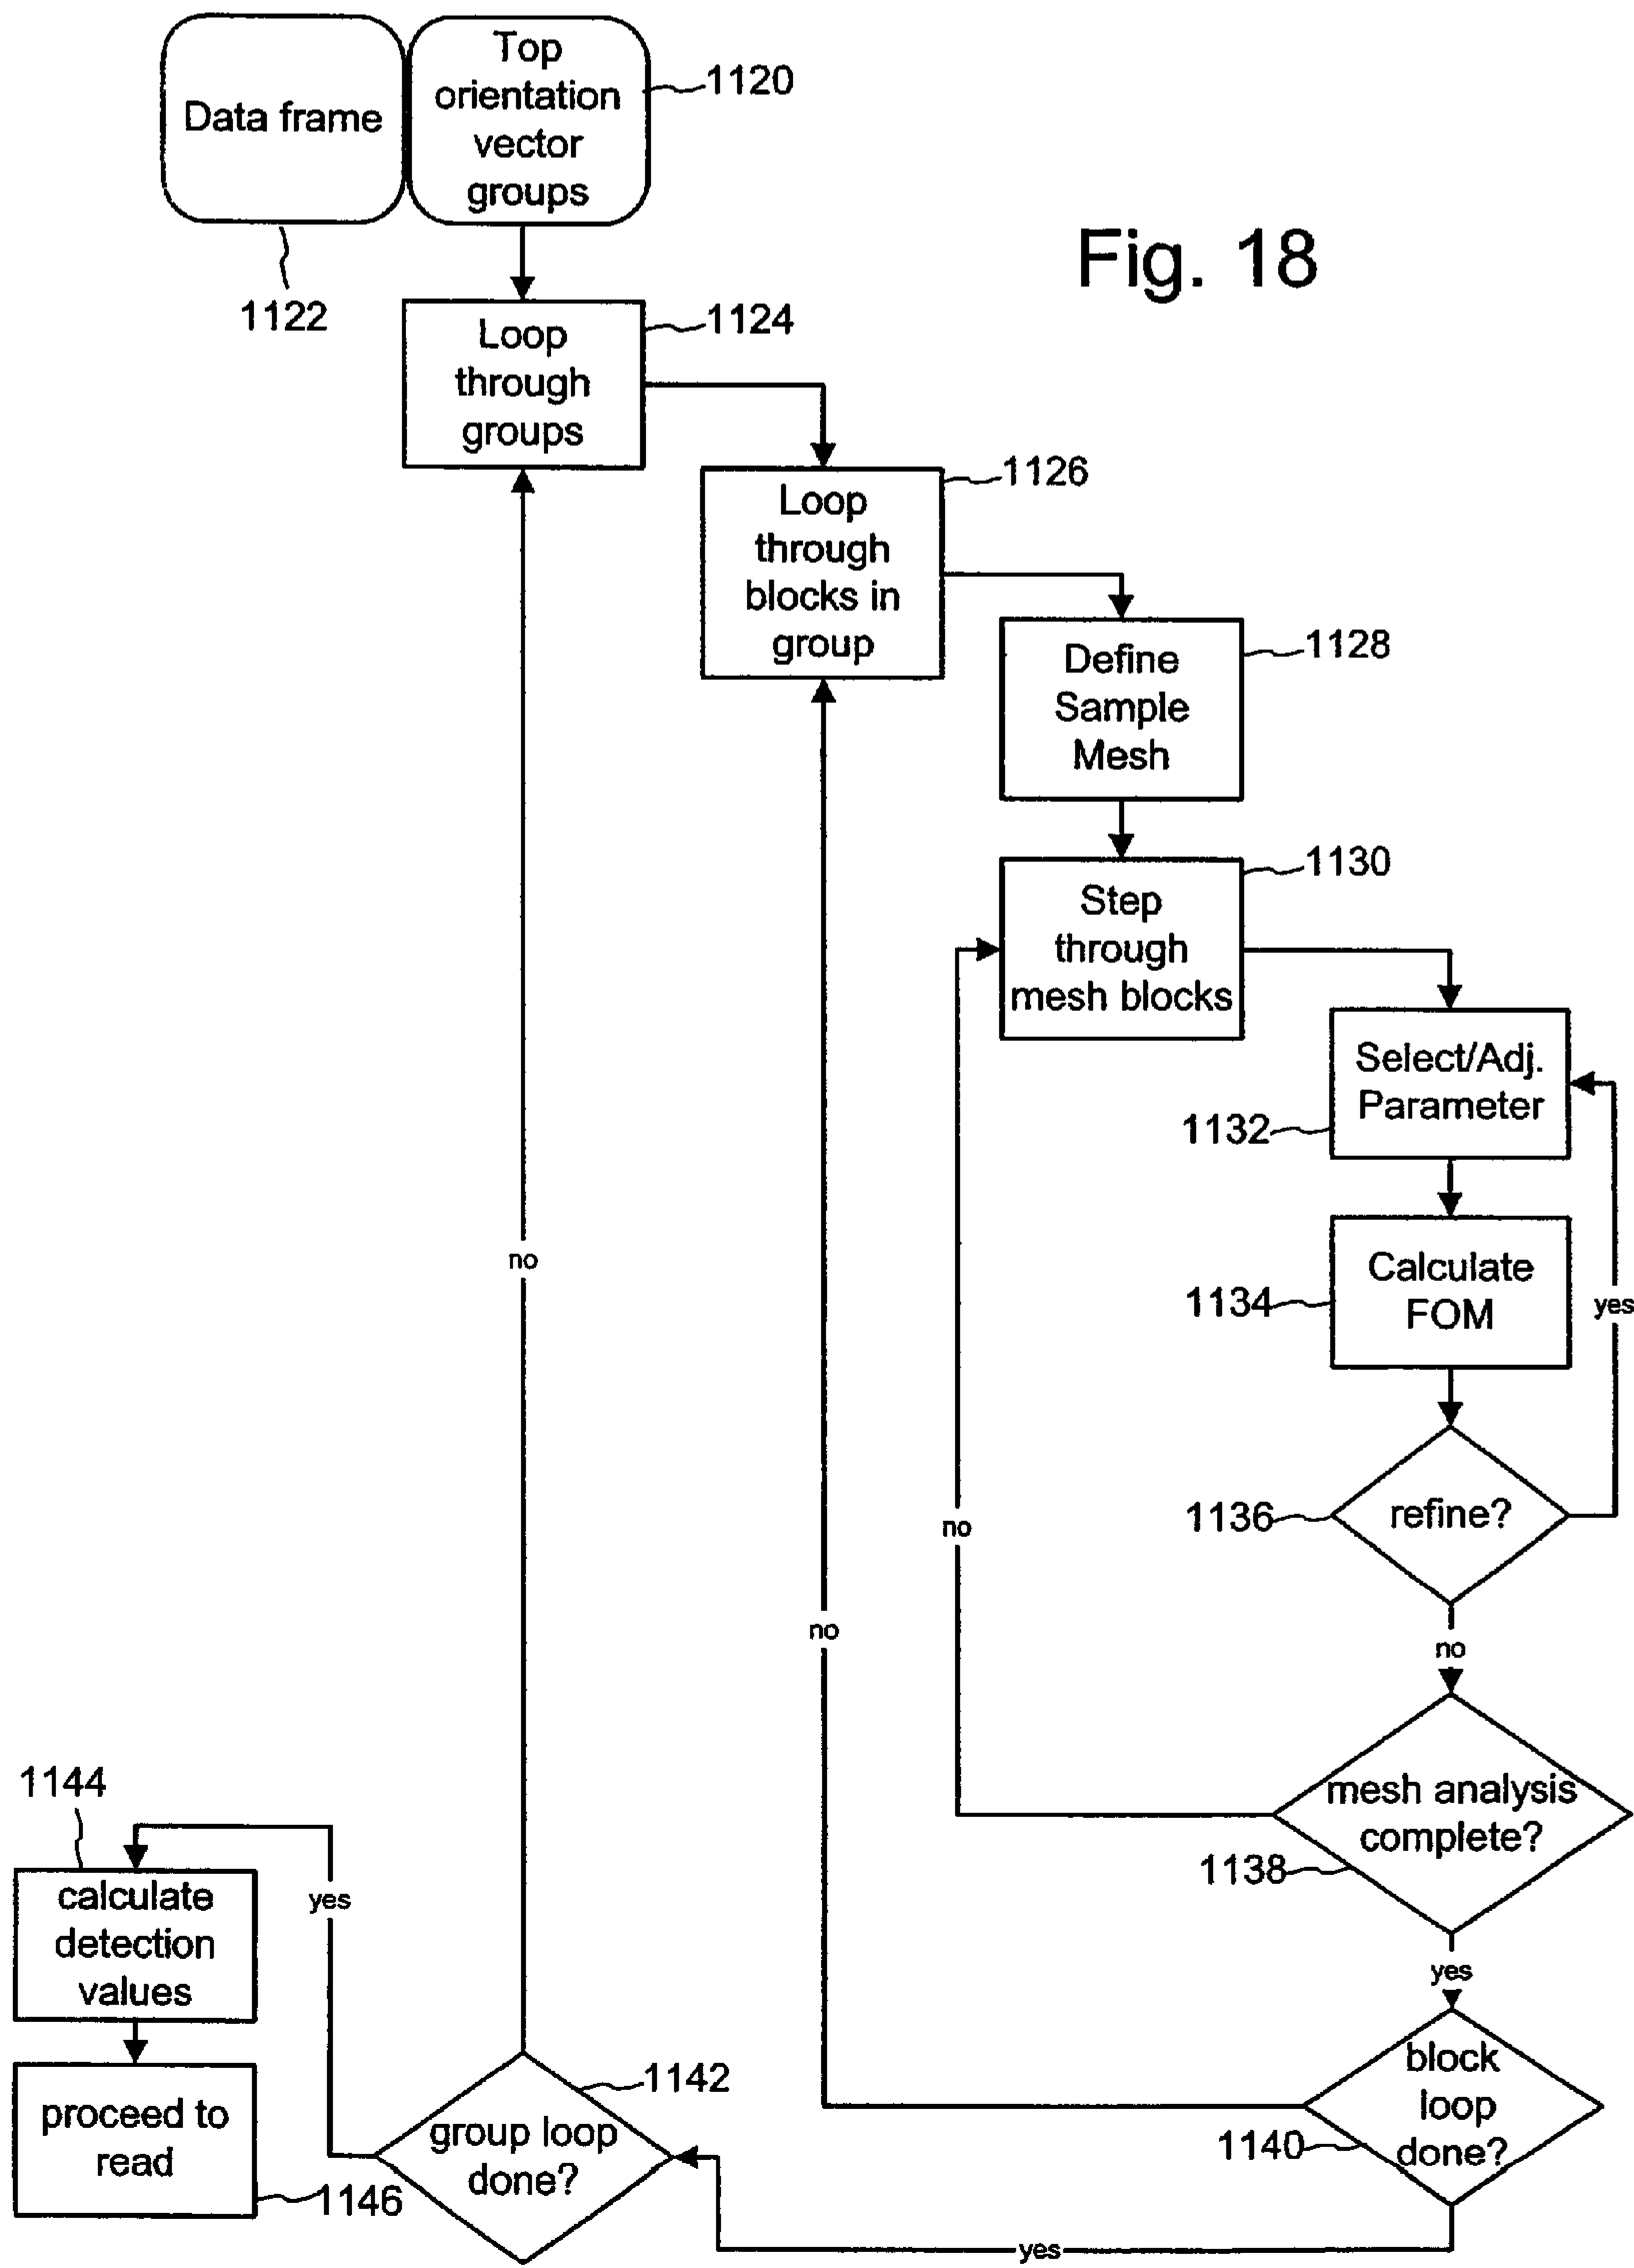 Data frame
Top
orientation
vector
groups
1120
1122
Fig. 18
Loop
through
groups
1124
Loop
through
blocks in
group
1126
Define
Sample
Mesh
1128
Step
through
mesh blocks
1130
Select/Adj.
Parameter
1132
Calculate
FOM
1134
yes
refine?
1136
no
no
no
no
mesh analysis
complete?
1138
yes
block
loop
done?
1140
yes
group loop
done?
1142
yes
1144
calculate
detection
values
proceed to
read
1146